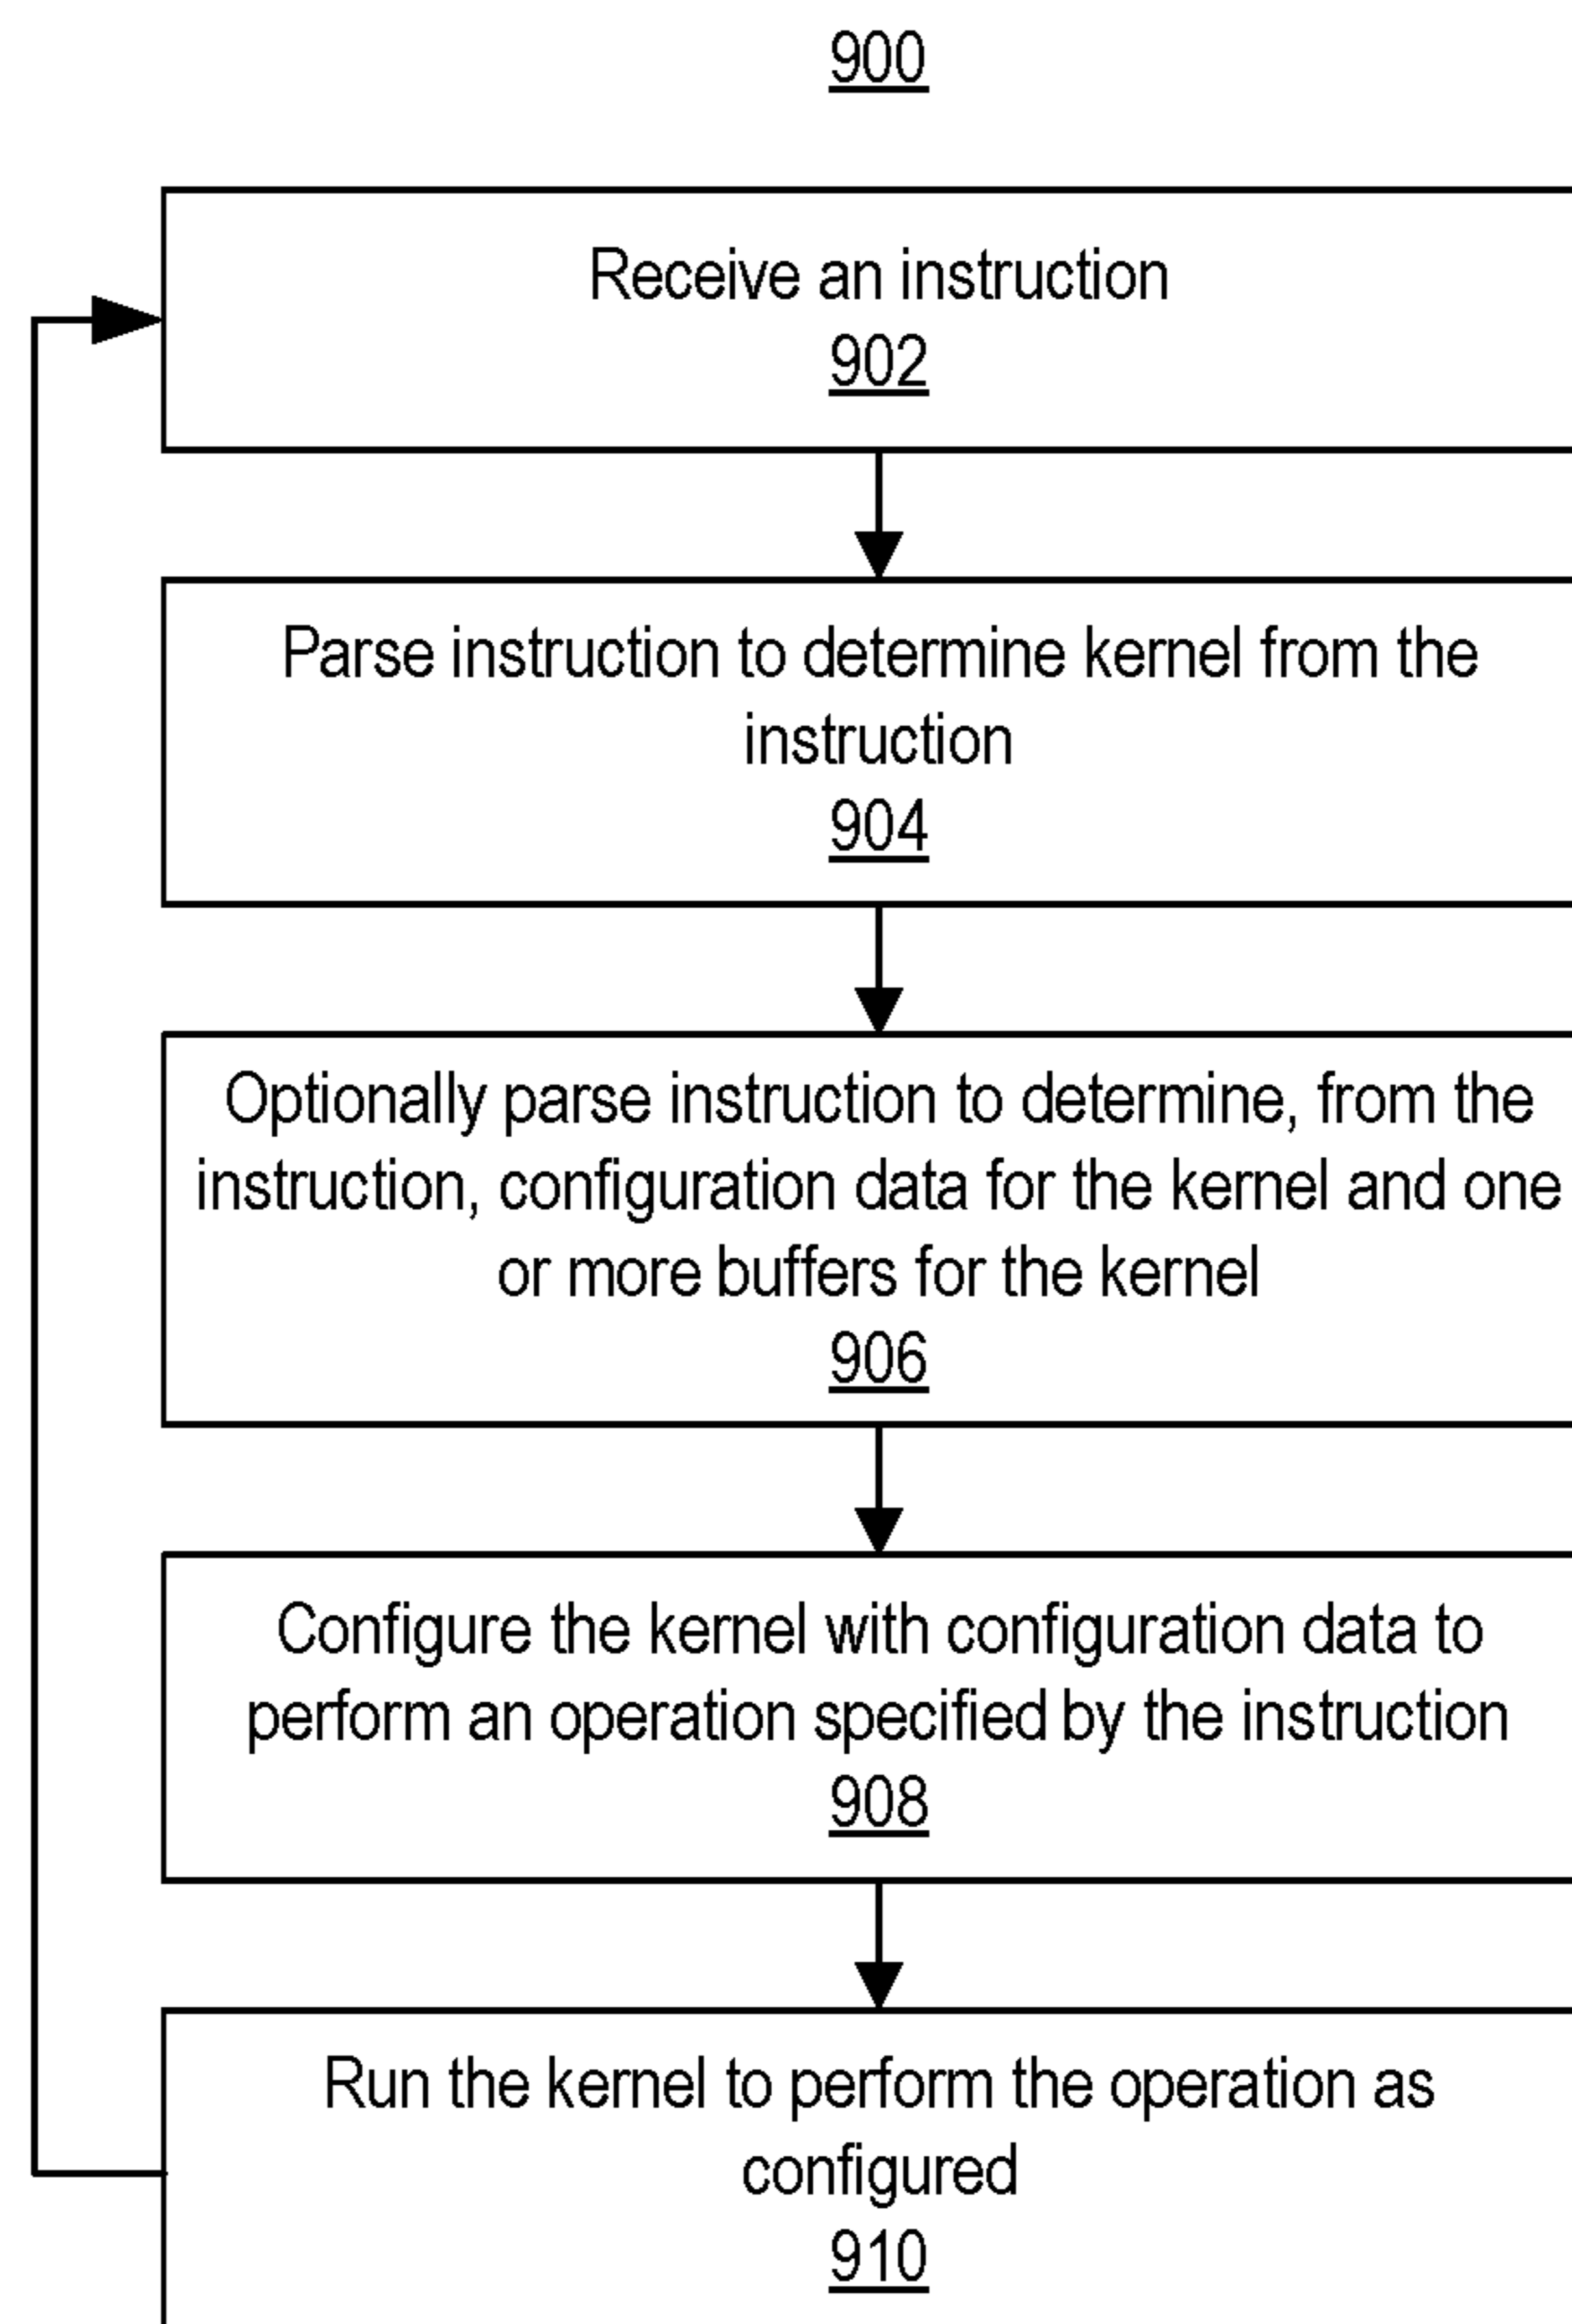 900
Receive an instruction
902
Parse instruction to determine kernel from the
instruction
904
Optionally parse instruction to determine, from the
instruction, configuration data for the kernel and one
or more buffers for the kernel
906
Configure the kernel with configuration data to
perform an operation specified by the instruction
908
Run the kernel to perform the operation as
configured
910